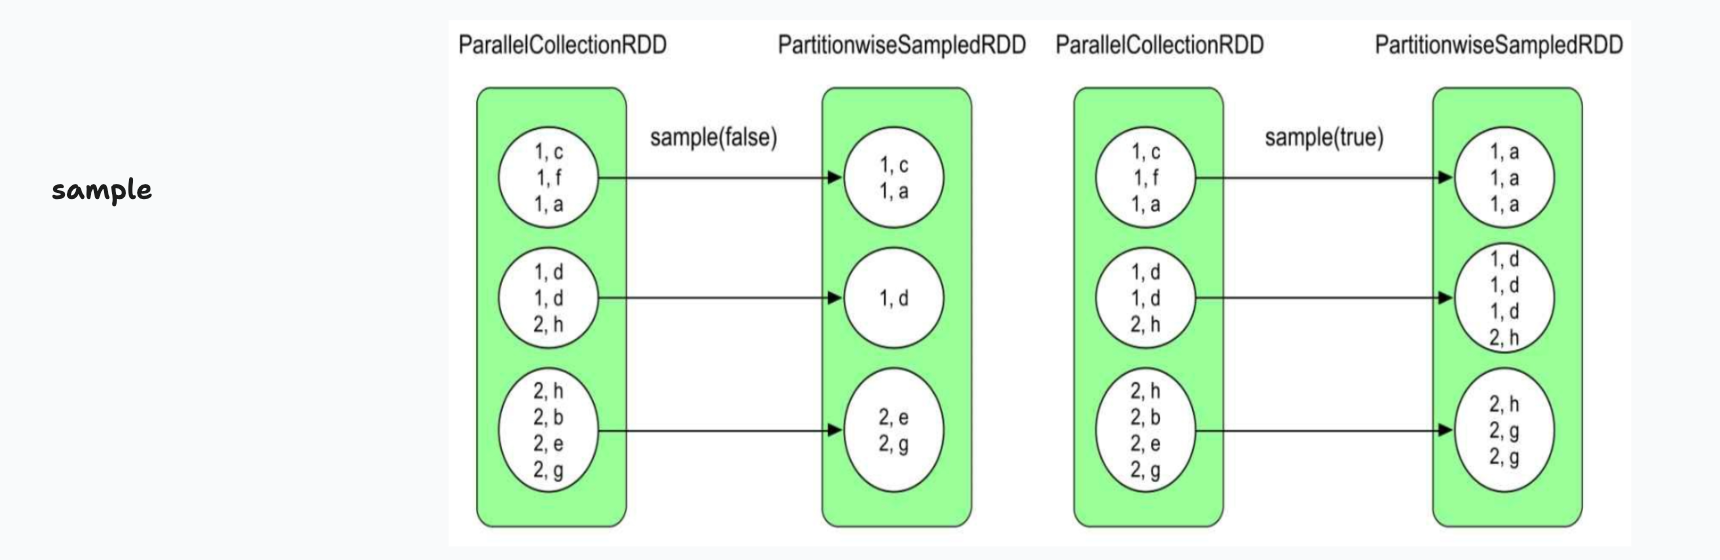 sample
ParallelCollectionRDD
PartitionwiseSampledRDD
sample(false)
1, c
1, f
1, a
1, c
1, a
1, d
1, d
2, h
1, d
2, h
2, b
2, e
2, g
2, e
2, g
ParallelCollectionRDD
PartitionwiseSampledRDD
sample(true)
1, c
1, f
1, a
1, a
1, a
1, a
1, d
1, d
2, h
1, d
1, d
1, d
2, h
2, h
2, b
2, e
2, g
2, h
2, g
2, g